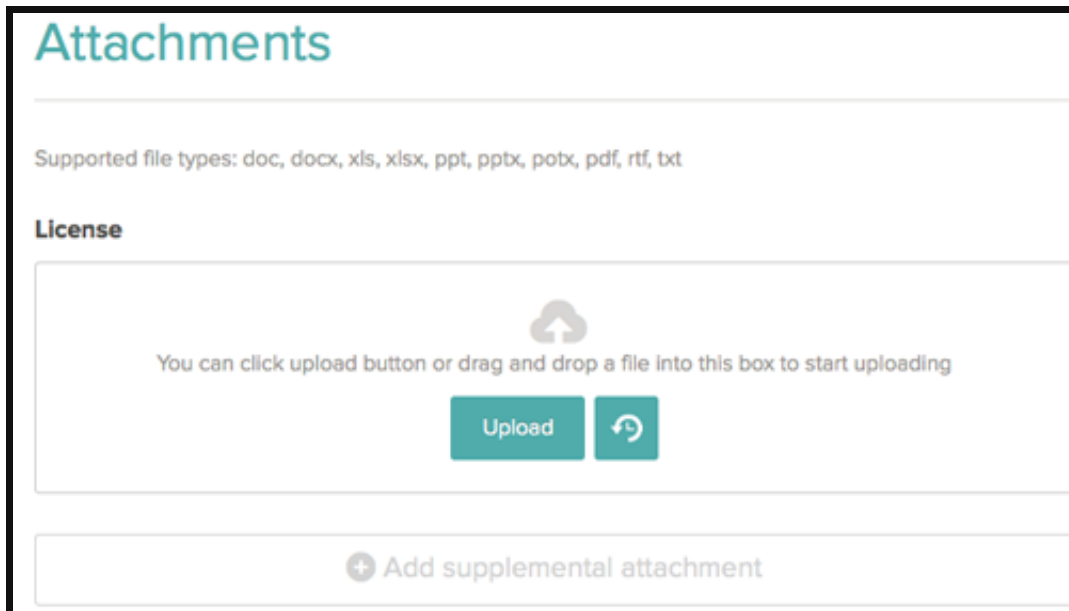 Attachments
Supported file types: doc, docx, xls, xlsx, ppt, pptx, potx, pdf, rtf, txt
License
You can click upload button or drag and drop a file into this box to start uploading
Upload
Add supplemental attachment